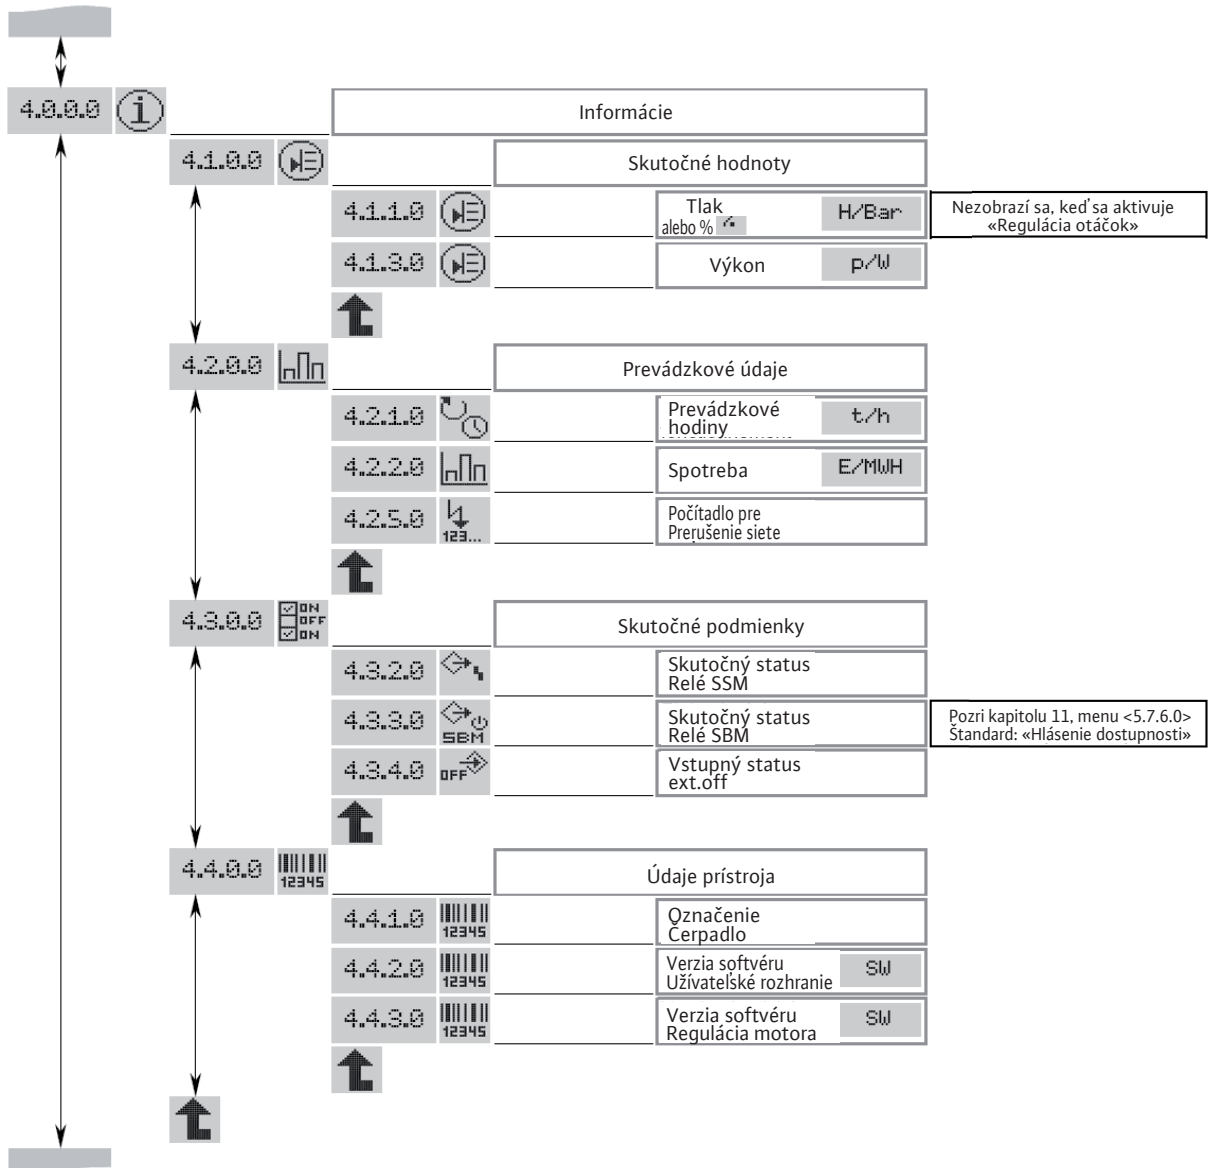 4.0.0.0 i Informácie
4.1.0.0 Skutočné hodnoty
4.1.1.0 Tlak H/Bar
alebo % %
Nezobrazí sa, keď sa aktivuje
«Regulácia otáčok»
4.1.3.0 Výkon p/W
4.2.0.0 Prevádzkové údaje
4.2.1.0 Prevádzkové
hodiny t/h
4.2.2.0 Spotreba E/MWH
4.2.5.0 123... Počítadlo pre
Prerušenie siete
4.3.0.0 ON
OFF
ON
Skutočné podmienky
4.3.2.0 Skutočný status
Relé SSM
4.3.3.0 SBM Skutočný status
Relé SBM
Pozri kapitolu 11, menu <5.7.6.0>
Štandard: «Hlásenie dostupnosti»
4.3.4.0 OFF Vstupný status
ext.off
4.4.0.0 12345 Údaje prístroja
4.4.1.0 12345 Označenie
Čerpadlo
4.4.2.0 12345 Verzia softvéru
Užívateľské rozhranie SW
4.4.3.0 12345 Verzia softvéru
Regulácia motora SW